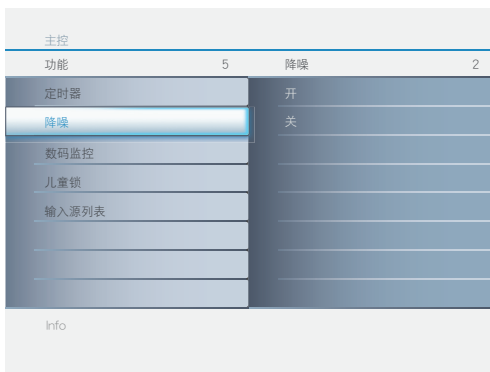 主控
功能 5 降噪 2
定时器 开
降噪 关
数码监控
儿童锁
输入源列表
Info